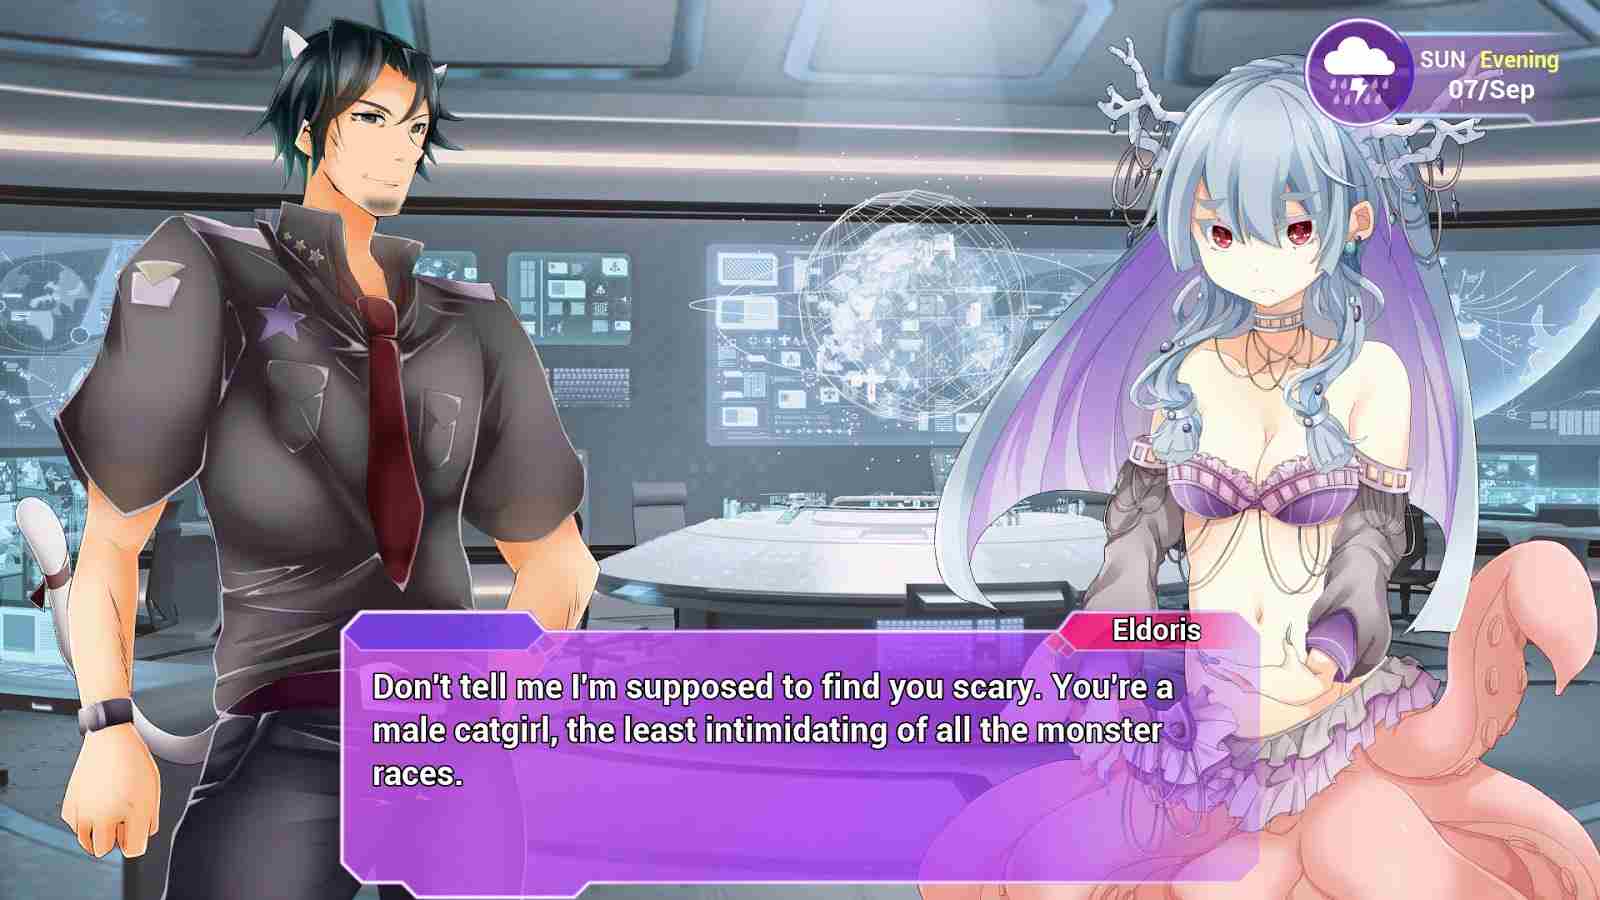 SUN Evening
07/Sep
Eldoris
Don't tell me I'm supposed to find you scary. You're a
male catgirl, the least intimidating of all the monster
races.